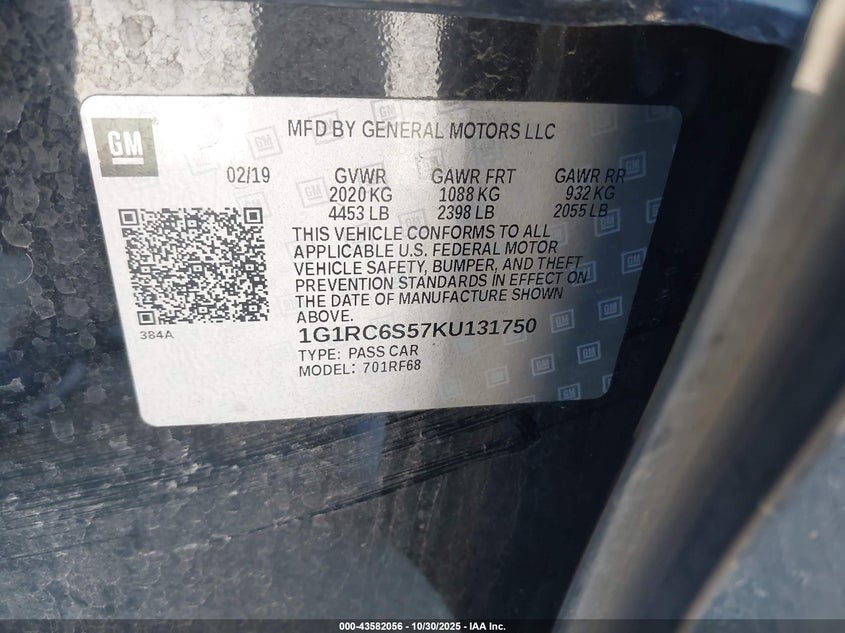 GM
MFD BY GENERAL MOTORS LLC
02/19 GVWR GAWR FRT GAWR RR
2020 KG 1088 KG 932 KG
4453 LB 2398 LB 2055 LB
THIS VEHICLE CONFORMS TO ALL
APPLICABLE U.S. FEDERAL MOTOR
VEHICLE SAFETY, BUMPER, AND THEFT
PREVENTION STANDARDS IN EFFECT ON
THE DATE OF MANUFACTURE SHOWN
ABOVE.
384A
1G1RC6S57KU131750
TYPE: PASS CAR
MODEL: 701RF68
000-43582056 - 10/30/2025 - IAA Inc.